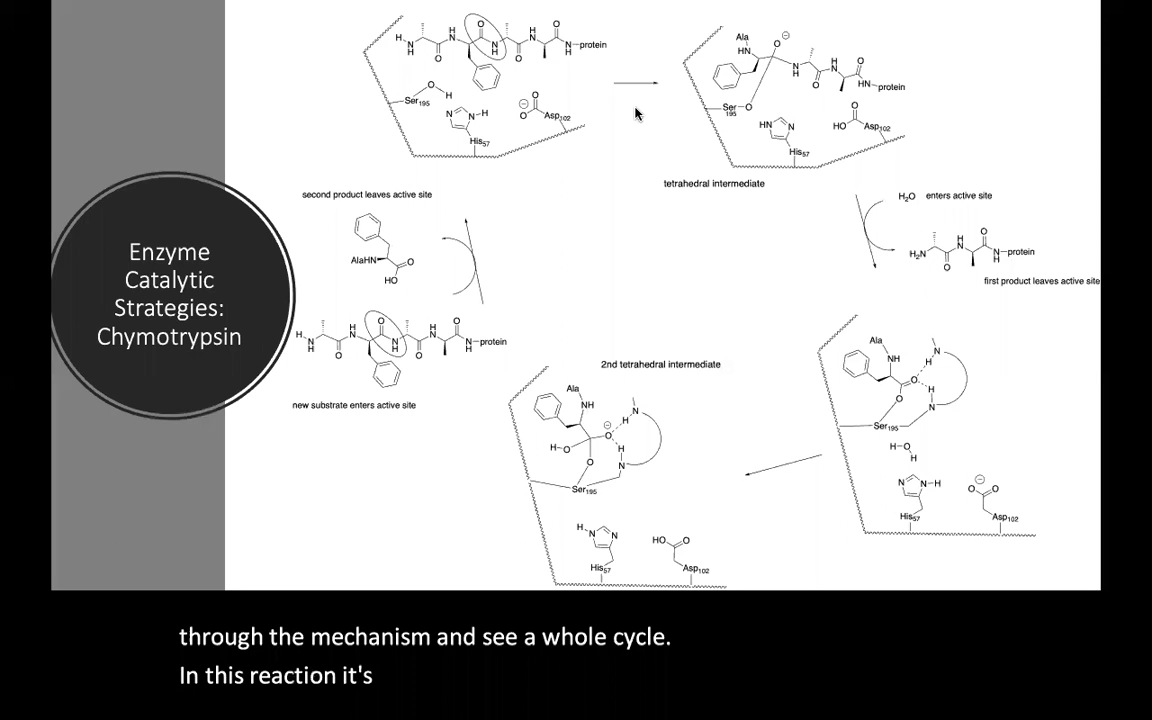 Enzyme
Catalytic
Strategies:
Chymotrypsin
H N H H N O O N H H N O N H protein
O H
Ser195
N N H
His57
O O
Asp102
Ala
HN
O
N H O H N O N H protein
Ser O
195
HN N
His57
HO O
Asp102
tetrahedral intermediate
H2O enters active site
H2N O H N O N H protein
first product leaves active site
second product leaves active site
AlaHN O
HO
H N H O H N O N H O H N O N H protein
new substrate enters active site
2nd tetrahedral intermediate
Ala
NH
H O O
O
H N
H
N
Ser195
H N N
His57
HO O
Asp102
Ala
NH
O
O
H N
H
N
Ser195
H O
H
N N H
His57
O O
Asp102
through the mechanism and see a whole cycle.
In this reaction it's